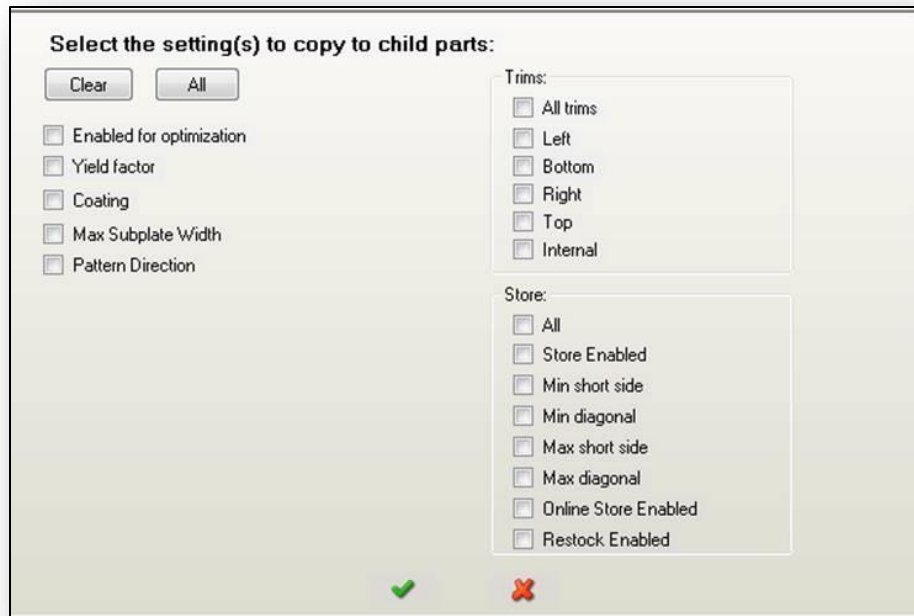 Select the setting(s) to copy to child parts:
Clear
All
Enabled for optimization
Yield factor
Coating
Max Subplate Width
Pattern Direction
Trims:
All trims
Left
Bottom
Right
Top
Internal
Store:
All
Store Enabled
Min short side
Min diagonal
Max short side
Max diagonal
Online Store Enabled
Restock Enabled